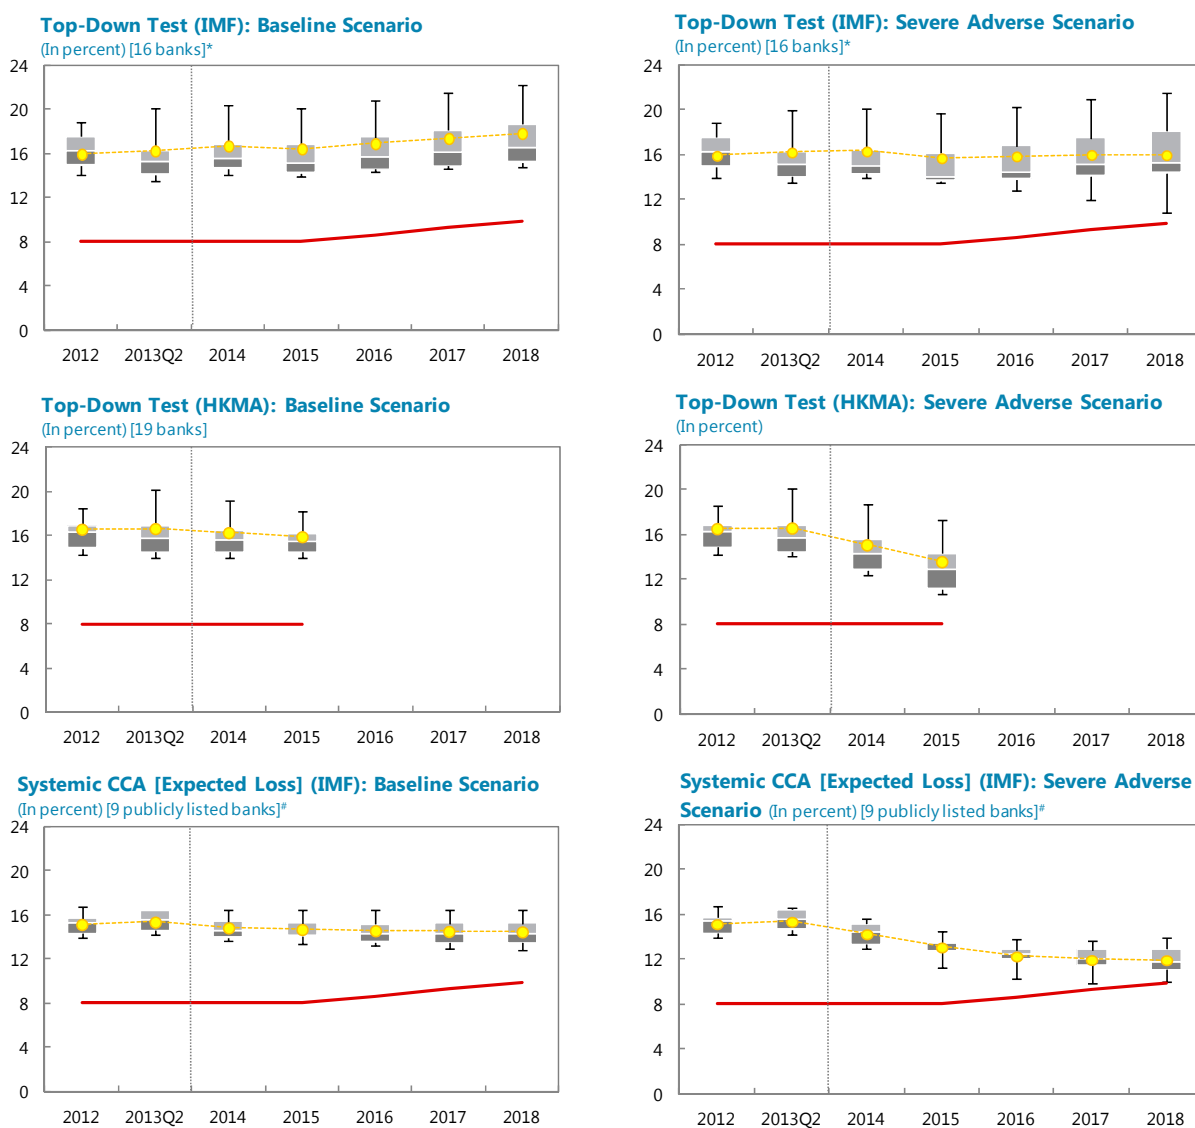 Top-Down Test (IMF): Baseline Scenario
(In percent) [16 banks]*
24
20
16
12
8
4
0
2012 2013Q2 2014 2015 2016 2017 2018
Top-Down Test (IMF): Severe Adverse Scenario
(In percent) [16 banks]*
24
20
16
12
8
4
0
2012 2013Q2 2014 2015 2016 2017 2018
Top-Down Test (HKMA): Baseline Scenario
(In percent) [19 banks]
24
20
16
12
8
4
0
2012 2013Q2 2014 2015 2016 2017 2018
Top-Down Test (HKMA): Severe Adverse Scenario
(In percent)
24
20
16
12
8
4
0
2012 2013Q2 2014 2015 2016 2017 2018
Systemic CCA [Expected Loss] (IMF): Baseline Scenario
(In percent) [9 publicly listed banks]#
24
20
16
12
8
4
0
2012 2013Q2 2014 2015 2016 2017 2018
Systemic CCA [Expected Loss] (IMF): Severe Adverse
Scenario (In percent) [9 publicly listed banks]#
24
20
16
12
8
4
0
2012 2013Q2 2014 2015 2016 2017 2018